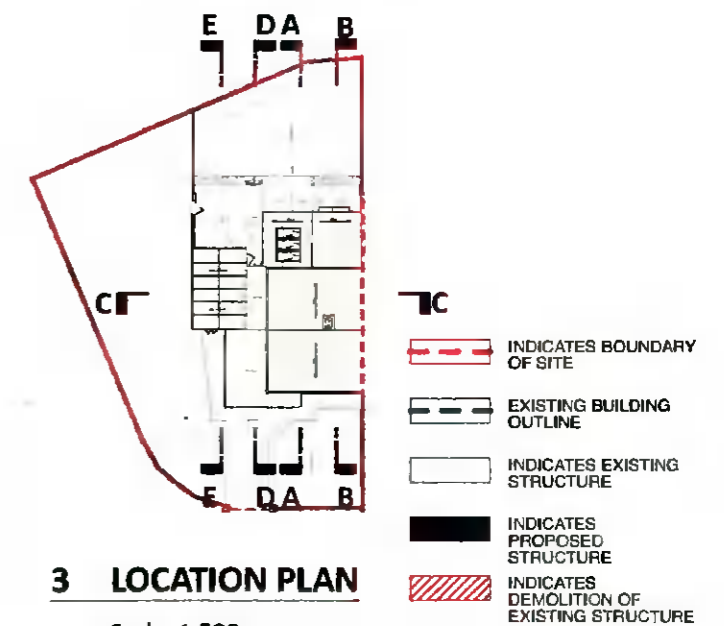 E D A B
C C
INDICATES BOUNDARY
OF SITE
EXISTING BUILDING
OUTLINE
INDICATES EXISTING
STRUCTURE
E D A B
INDICATES
PROPOSED
STRUCTURE
3 LOCATION PLAN
INDICATES
DEMOLITION OF
EXISTING STRUCTURE